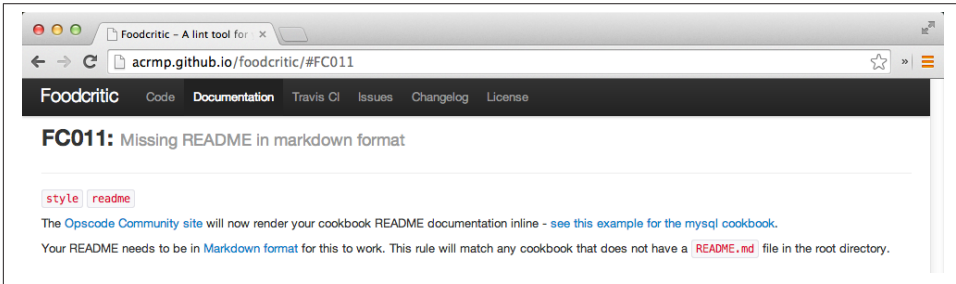 Foodcritic – A lint tool for
acrmp.github.io/foodcritic/#FC011
Foodcritic Code Documentation Travis CI Issues Changelog License
FC011: Missing README in markdown format
style readme
The Opscode Community site will now render your cookbook README documentation inline - see this example for the mysql cookbook.
Your README needs to be in Markdown format for this to work. This rule will match any cookbook that does not have a README.md file in the root directory.